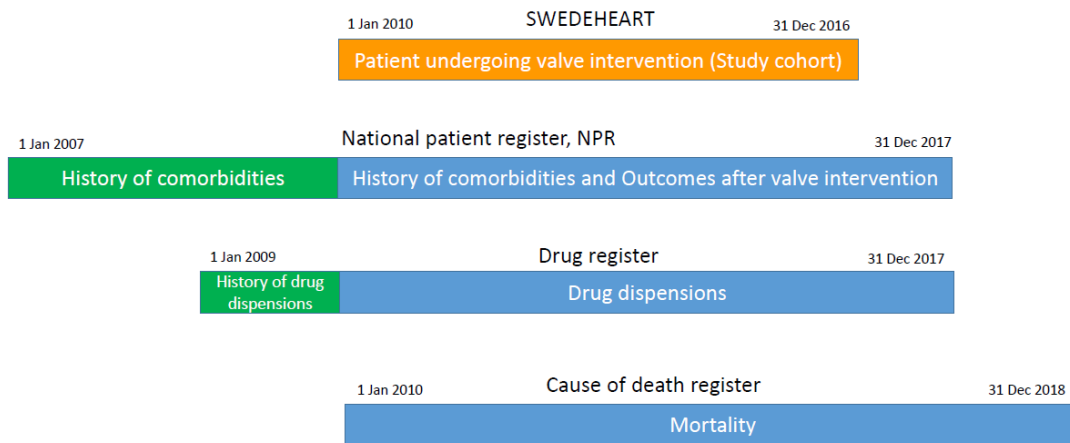 SWEDEHEART
1 Jan 2010
31 Dec 2016
Patient undergoing valve intervention (Study cohort)
National patient register, NPR
1 Jan 2007
31 Dec 2017
History of comorbidities
History of comorbidities and Outcomes after valve intervention
Drug register
1 Jan 2009
31 Dec 2017
History of drug
dispensions
Drug dispensions
Cause of death register
1 Jan 2010
31 Dec 2018
Mortality